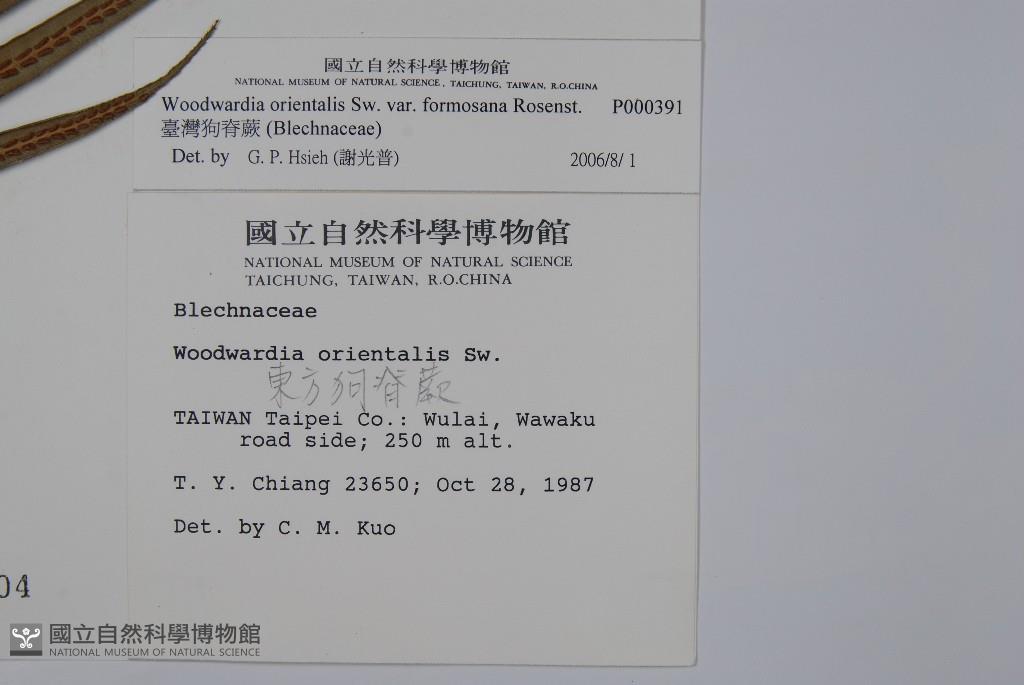 國立自然科學博物館
NATIONAL MUSEUM OF NATURAL SCIENCE, TAICHUNG, TAIWAN, R.O.CHINA
Woodwardia orientalis Sw. var. formosana Rosenst. P000391
臺灣狗脊蕨 (Blechnaceae)
Det. by G. P. Hsieh (謝光普) 2006/8/1
國立自然科學博物館
NATIONAL MUSEUM OF NATURAL SCIENCE
TAICHUNG, TAIWAN, R.O.CHINA
Blechnaceae
Woodwardia orientalis Sw.
東方狗脊蕨
TAIWAN Taipei Co.: Wulai, Wawaku
road side; 250 m alt.
T. Y. Chiang 23650; Oct 28, 1987
Det. by C. M. Kuo
04
國立自然科學博物館
NATIONAL MUSEUM OF NATURAL SCIENCE